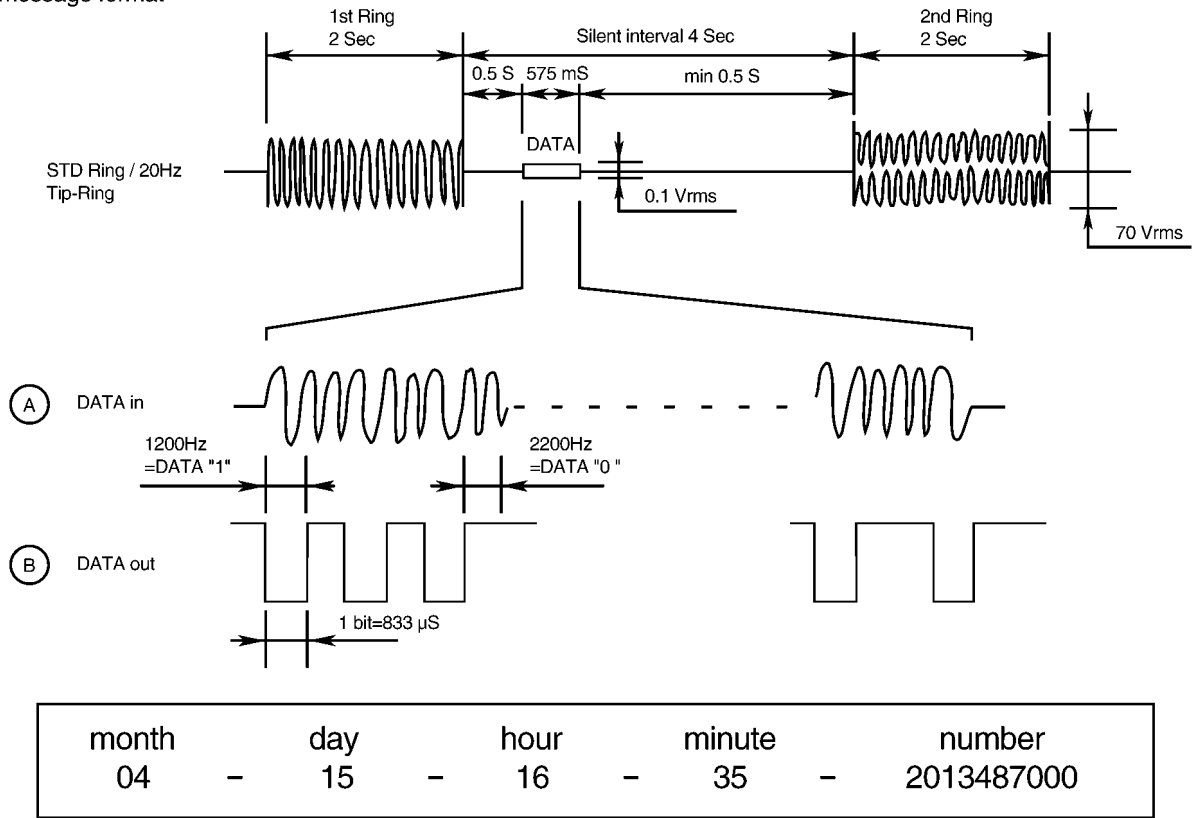 message format
1st Ring
2 Sec
Silent interval 4 Sec
2nd Ring
2 Sec
0.5 S 575 mS min 0.5 S
DATA
STD Ring / 20Hz
Tip-Ring
0.1 Vrms
70 Vrms
A DATA in
1200Hz
=DATA "1"
2200Hz
=DATA "0 "
B DATA out
1 bit=833 µS
month day hour minute number
04 – 15 – 16 – 35 – 2013487000